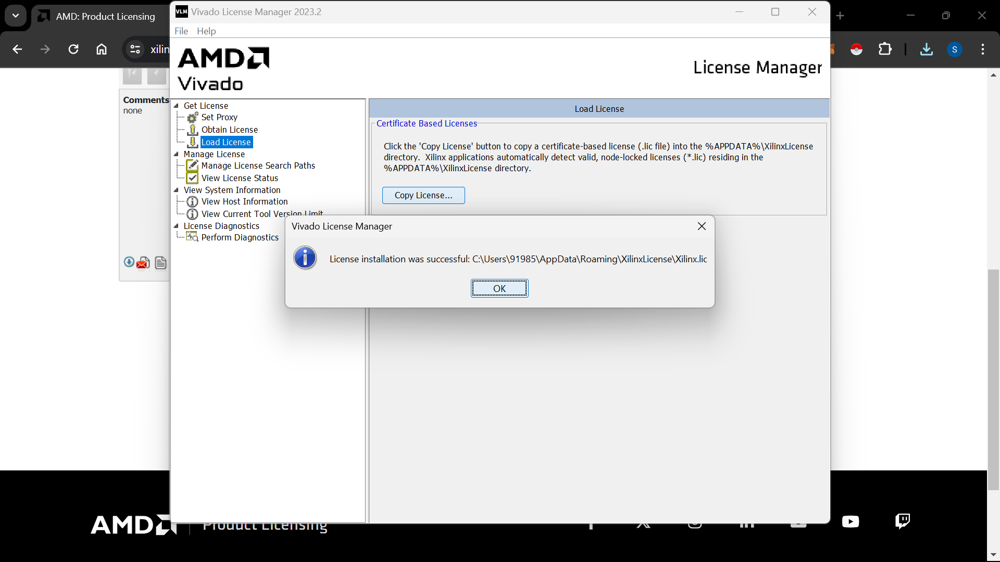 AMD: Product Licensing
VLM Vivado License Manager 2023.2
File Help
xilin
S
AMD
Vivado
License Manager
Comments
none
Get License
Set Proxy
Obtain License
Load License
Manage License
Manage License Search Paths
View License Status
View System Information
View Host Information
View Current Tool Version Limit
License Diagnostics
Perform Diagnostics
Load License
Certificate Based Licenses
Click the 'Copy License' button to copy a certificate-based license (.lic file) into the %APPDATA%\XilinxLicense
directory. Xilinx applications automatically detect valid, node-locked licenses (*.lic) residing in the
%APPDATA%\XilinxLicense directory.
Copy License...
Vivado License Manager
License installation was successful: C:\Users\91985\AppData\Roaming\XilinxLicense\Xilinx.lic
OK
AMD
Product Licensing